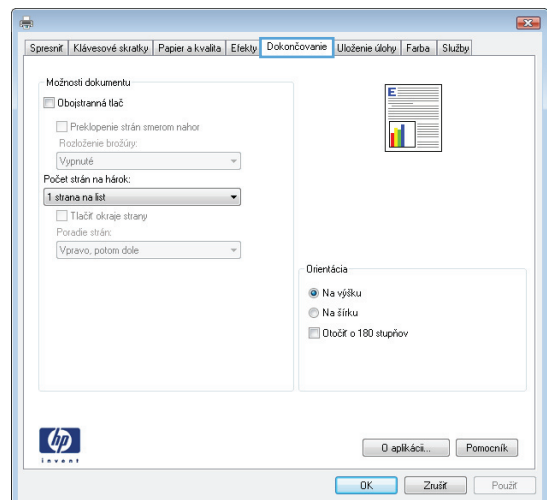 Spresniť Klávesové skratky Papier a kvalita Efekty Dokončovanie Uloženie úlohy Farba Služby
Možnosti dokumentu
Obojstranná tlač
Preklopenie strán smerom nahor
Rozloženie brožúry:
Vypnuté
Počet strán na hárok:
1 strana na list
Tlačiť okraje strany
Poradie strán:
Vpravo, potom dole
E
Orientácia
Na výšku
Na šírku
Otočiť o 180 stupňov
hp
invent
O aplikácii... Pomocník
OK Zrušiť Použiť